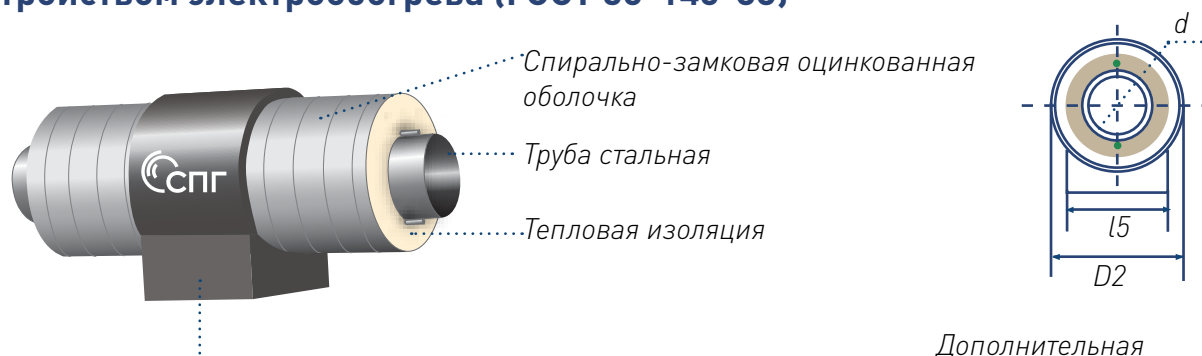 Спирально-замковая оцинкованная
оболочка
d
Труба стальная
СПГ
Тепловая изоляция
l5
D2
Дополнительная